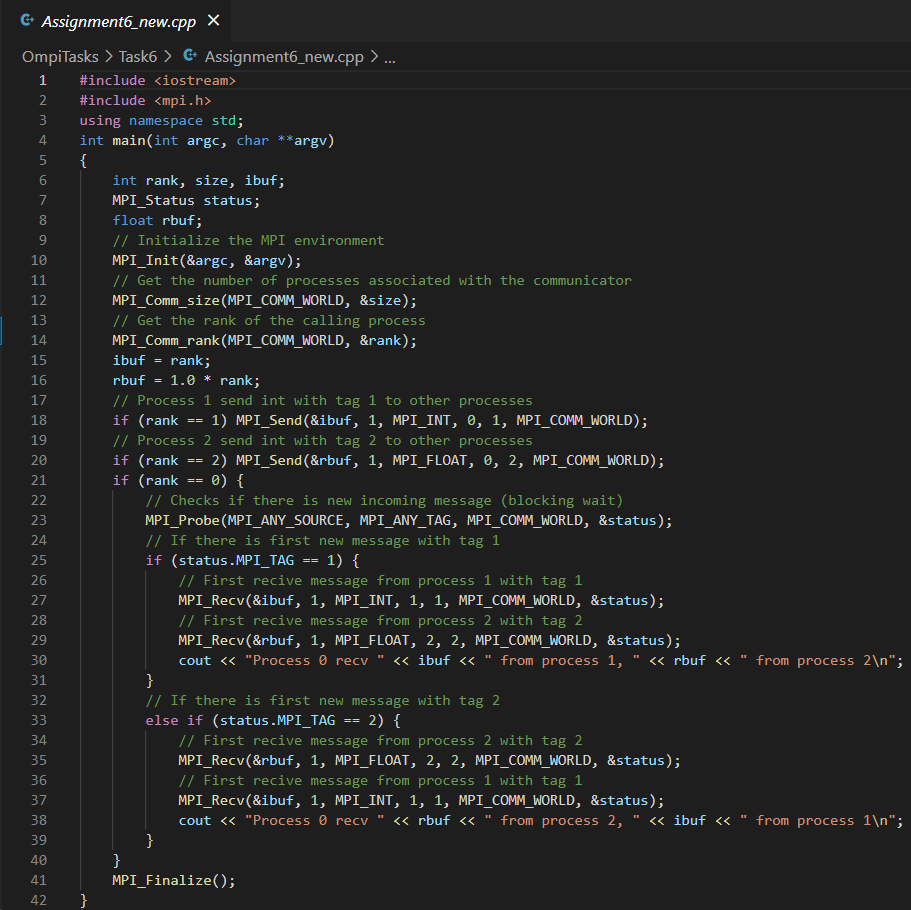 Assignment6_new.cpp ×
OmpiTasks > Task6 > Assignment6_new.cpp > ...
1 #include <iostream>
2 #include <mpi.h>
3 using namespace std;
4 int main(int argc, char **argv)
5 {
6     int rank, size, ibuf;
7     MPI_Status status;
8     float rbuf;
9     // Initialize the MPI environment
10     MPI_Init(&argc, &argv);
11     // Get the number of processes associated with the communicator
12     MPI_Comm_size(MPI_COMM_WORLD, &size);
13     // Get the rank of the calling process
14     MPI_Comm_rank(MPI_COMM_WORLD, &rank);
15     ibuf = rank;
16     rbuf = 1.0 * rank;
17     // Process 1 send int with tag 1 to other processes
18     if (rank == 1) MPI_Send(&ibuf, 1, MPI_INT, 0, 1, MPI_COMM_WORLD);
19     // Process 2 send int with tag 2 to other processes
20     if (rank == 2) MPI_Send(&rbuf, 1, MPI_FLOAT, 0, 2, MPI_COMM_WORLD);
21     if (rank == 0) {
22         // Checks if there is new incoming message (blocking wait)
23         MPI_Probe(MPI_ANY_SOURCE, MPI_ANY_TAG, MPI_COMM_WORLD, &status);
24         // If there is first new message with tag 1
25         if (status.MPI_TAG == 1) {
26             // First recive message from process 1 with tag 1
27             MPI_Recv(&ibuf, 1, MPI_INT, 1, 1, MPI_COMM_WORLD, &status);
28             // First recive message from process 2 with tag 2
29             MPI_Recv(&rbuf, 1, MPI_FLOAT, 2, 2, MPI_COMM_WORLD, &status);
30             cout << "Process 0 recv " << ibuf << " from process 1, " << rbuf << " from process 2\n";
31         }
32         // If there is first new message with tag 2
33         else if (status.MPI_TAG == 2) {
34             // First recive message from process 2 with tag 2
35             MPI_Recv(&rbuf, 1, MPI_FLOAT, 2, 2, MPI_COMM_WORLD, &status);
36             // First recive message from process 1 with tag 1
37             MPI_Recv(&ibuf, 1, MPI_INT, 1, 1, MPI_COMM_WORLD, &status);
38             cout << "Process 0 recv " << rbuf << " from process 2, " << ibuf << " from process 1\n";
39         }
40     }
41     MPI_Finalize();
42 }